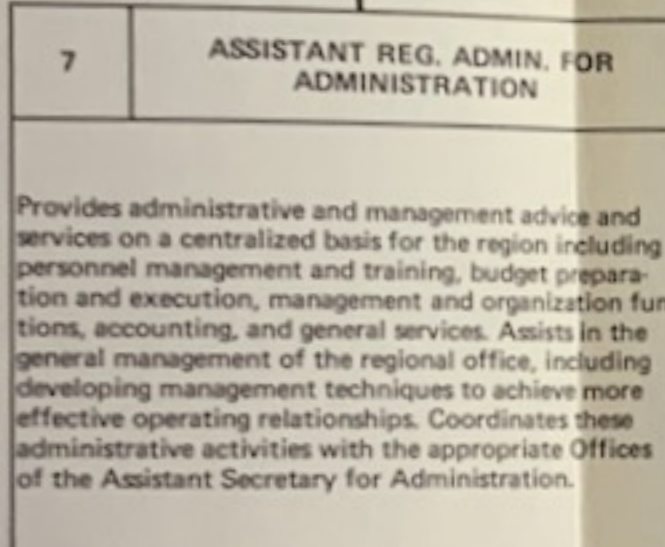 7
ASSISTANT REG. ADMIN. FOR
ADMINISTRATION
Provides administrative and management advice and
services on a centralized basis for the region including
personnel management and training, budget prepara-
tion and execution, management and organization fun
tions, accounting, and general services. Assists in the
general management of the regional office, including
developing management techniques to achieve more
effective operating relationships. Coordinates these
administrative activities with the appropriate Offices
of the Assistant Secretary for Administration.